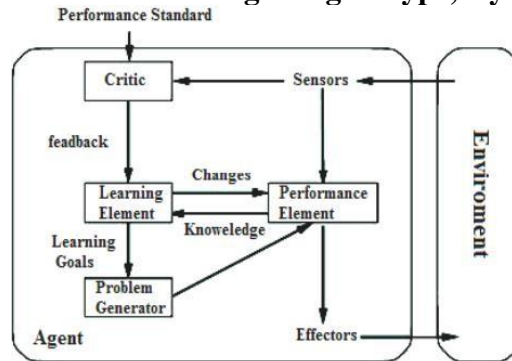 Performance Standard
Critic
Sensors
feadback
Changes
Learning
Element
Performance
Element
Knoweledge
Learning
Goals
Problem
Generator
Agent
Effectors
Enviroment